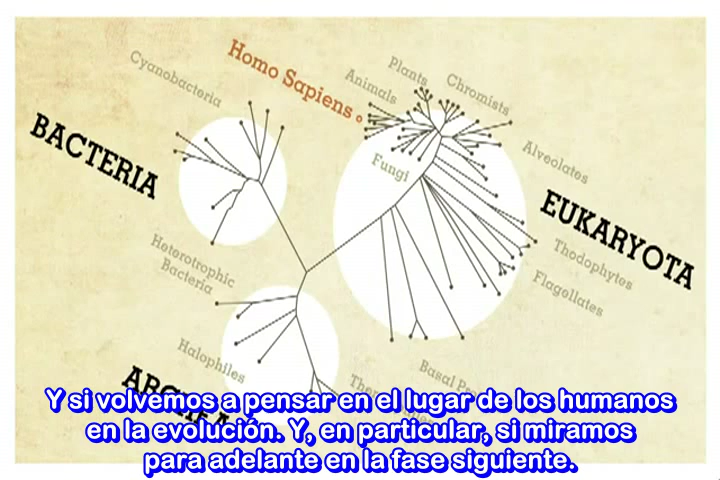 Homo Sapiens
Plants
Chromists
Cyanobacteria
Animals
BACTERIA
Fungi
Alveolates
EUKARYOTA
Heterotrophic
Bacteria
Thodophytes
Flagellates
Halophiles
Basal
Y si volvemos a pensar en el lugar de los humanos
en la evolución. Y, en particular, si miramos
para adelante en la fase siguiente.